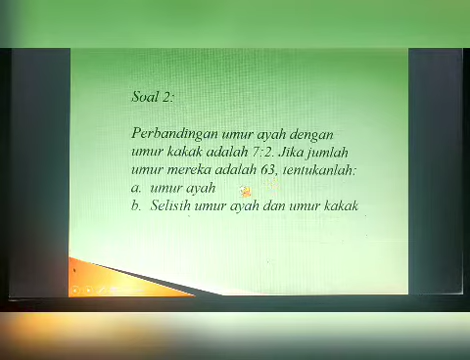 Soal 2:
Perbandingan umur ayah dengan
umur kakak adalah 7:2. Jika jumlah
umur mereka adalah 63, tentukanlah:
a. umur ayah
b. Selisih umur ayah dan umur kakak